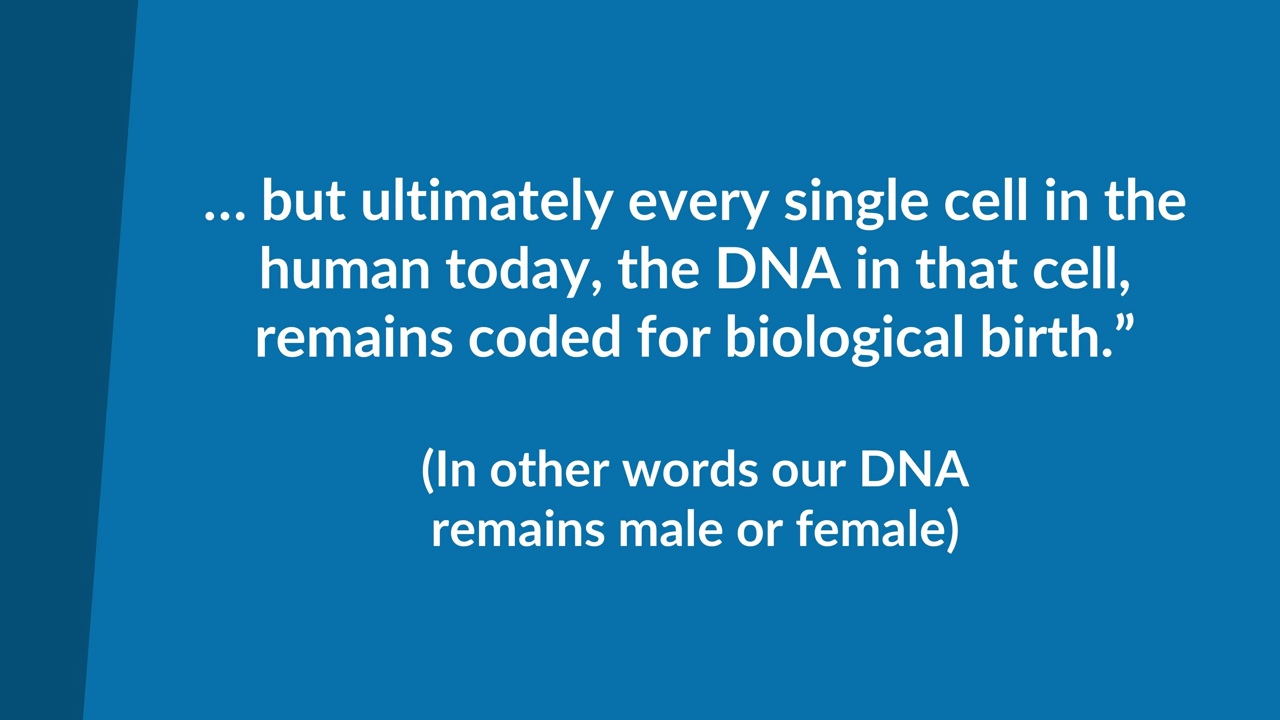 ... but ultimately every single cell in the
human today, the DNA in that cell,
remains coded for biological birth.”
(In other words our DNA
remains male or female)